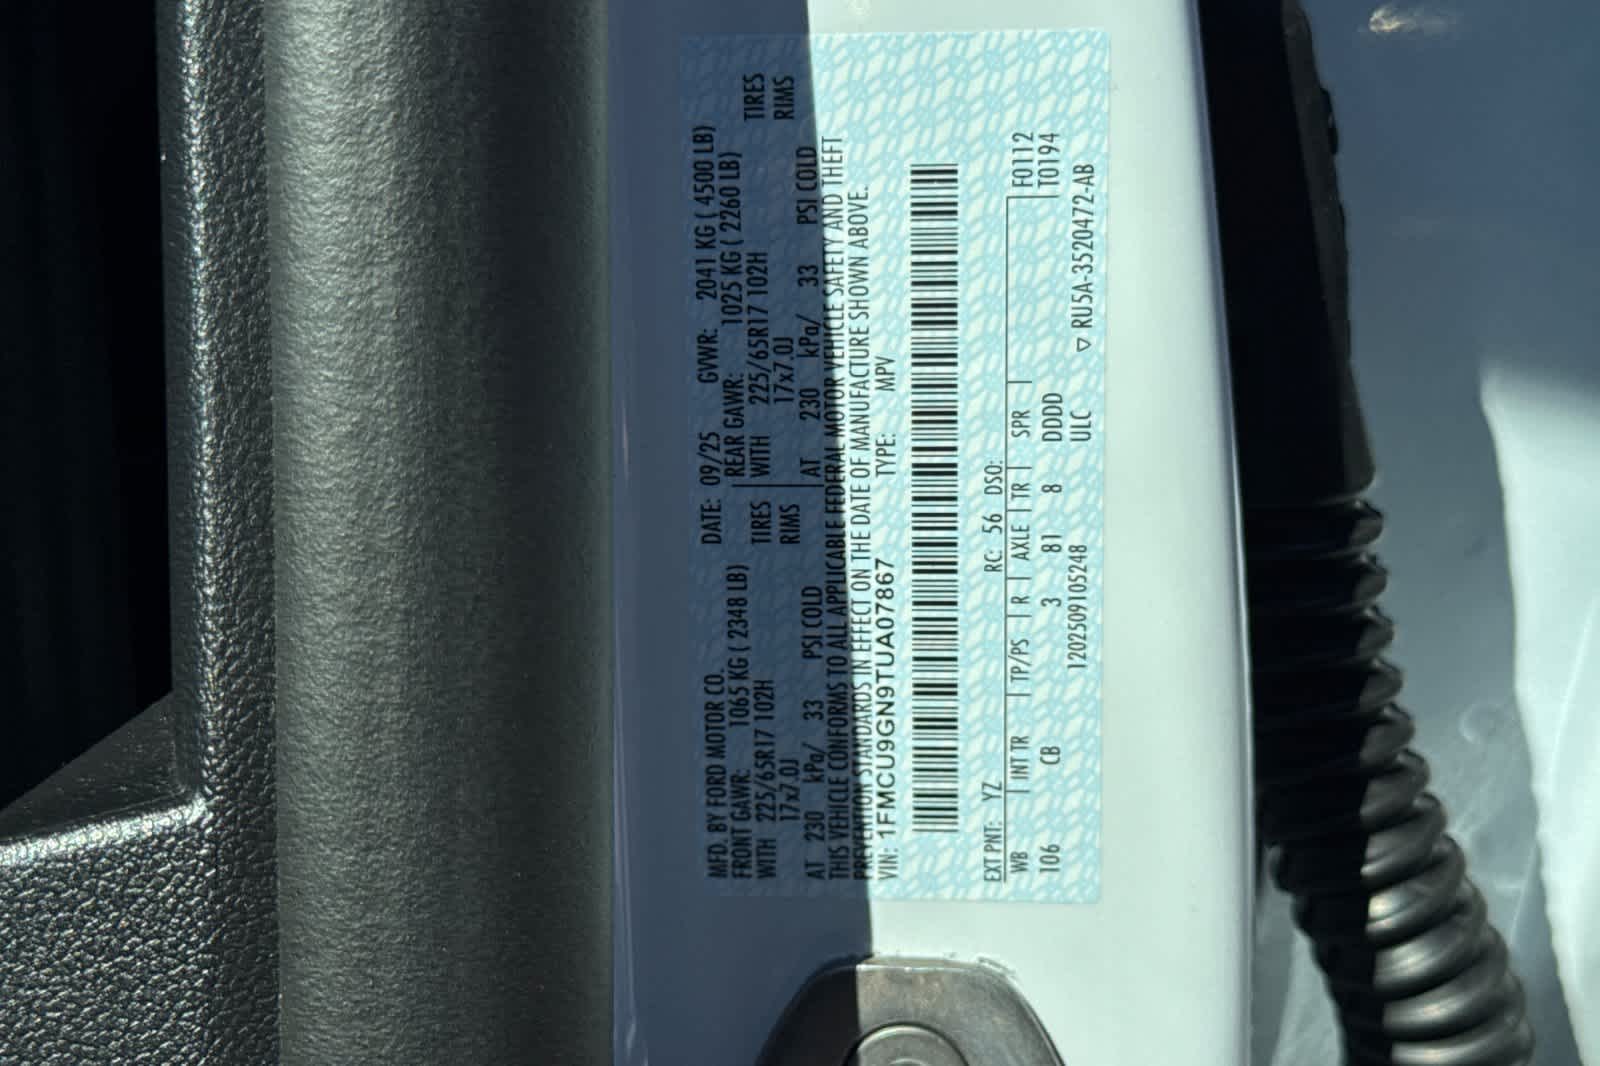 MFD. BY FORD MOTOR CO. DATE: 09/25 GVWR: 2041 KG ( 4500 LB)
FRONT GAWR: 1065 KG ( 2348 LB) REAR GAWR: 1025 KG ( 2260 LB)
WITH 225/65R17 102H TIRES WITH 225/65R17 102H TIRES
17x7.0J RIMS 17x7.0J RIMS
AT 230 kPa/ 33 PSI COLD AT 230 kPa/ 33 PSI COLD
THIS VEHICLE CONFORMS TO ALL APPLICABLE FEDERAL MOTOR VEHICLE SAFETY AND THEFT
PREVENTION STANDARDS IN EFFECT ON THE DATE OF MANUFACTURE SHOWN ABOVE.
VIN: 1FMCU9GN9TUA07867 TYPE: MPV
EXT PNT: YZ RC: 56 DSO: F0112
WB INT TR TP/PS R AXLE TR SPR T0194
106 CB 3 81 8 DDDD
1202509105248 ULC ▽ RU5A-3520472-AB